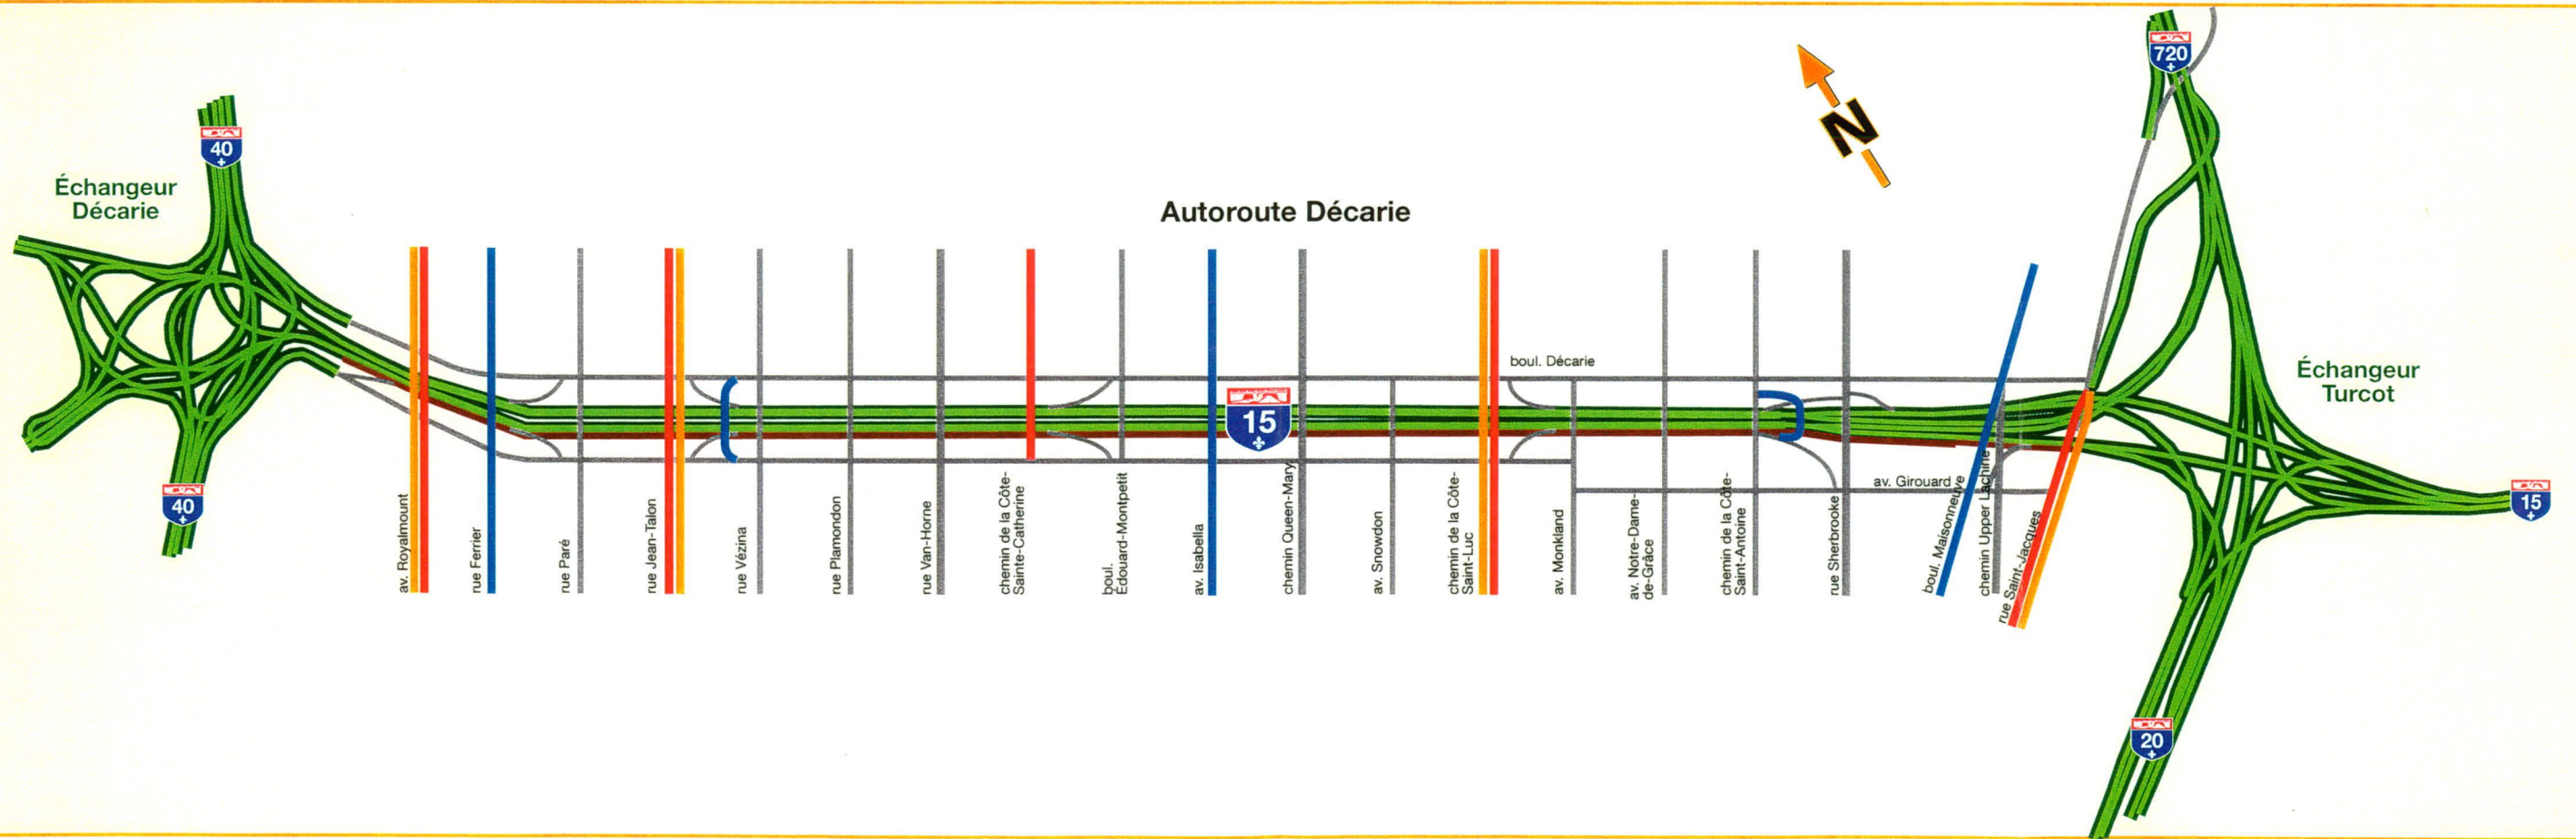 720
40
Échangeur
Décarie
N
Autoroute Décarie
boul. Décarie
Échangeur
Turcot
15
40
av. Girouard
15
av. Royalmount
rue Ferrier
rue Paré
rue Jean-Talon
rue Vézina
rue Plamondon
rue Van-Horne
chemin de la Côte-
Sainte-Catherine
boul.
Édouard-Montpetit
av. Isabella
chemin Queen-Mary
av. Snowdon
chemin de la Côte-
Saint-Luc
av. Monkland
av. Notre-Dame-
de-Grâce
chemin de la Côte-
Saint-Antoine
rue Sherbrooke
boul. Maisonneuve
chemin Upper Lachine
rue Saint-Jacques
20